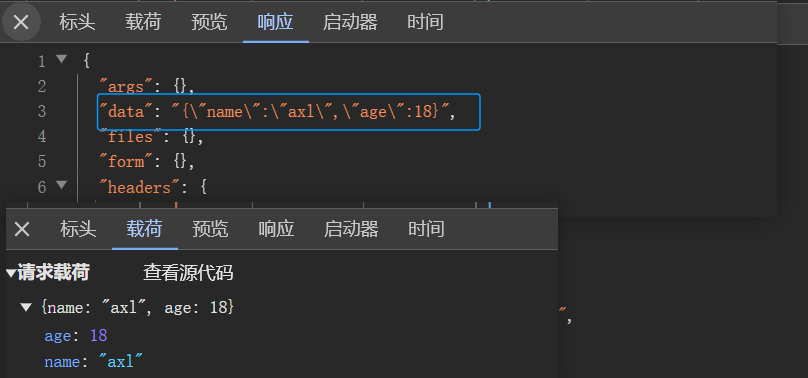 标头 载荷 预览 响应 启动器 时间
1 {
2 "args": {},
3 "data": "{\"name\":\"axl\",\"age\":18}",
4 "files": {},
5 "form": {},
6 "headers": {
标头 载荷 预览 响应 启动器 时间
请求载荷 查看源代码
{name: "axl", age: 18}
",
age: 18
name: "axl"